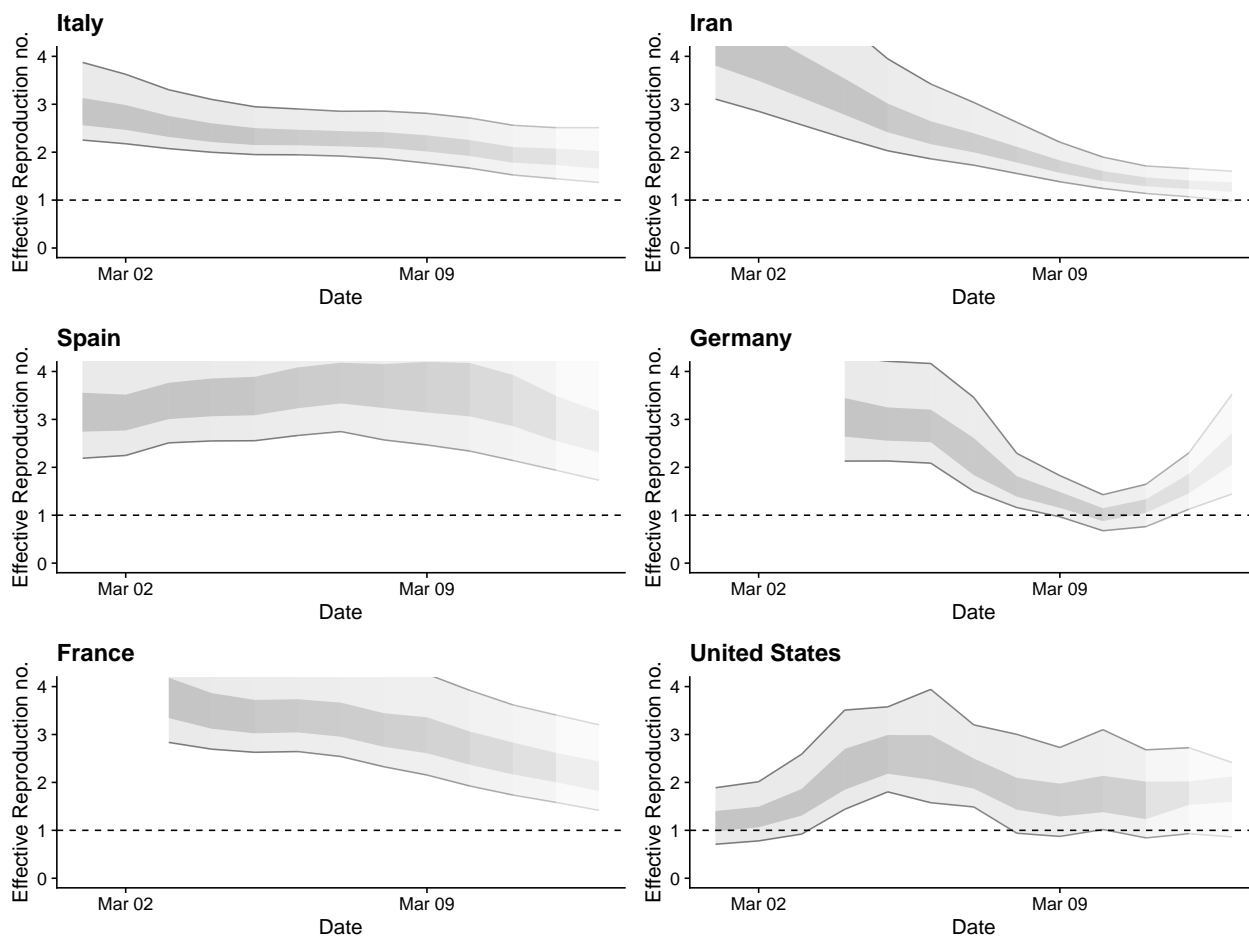 Italy
Effective Reproduction no.
4
3
2
1
0
Mar 02
Mar 09
Date
Iran
Effective Reproduction no.
4
3
2
1
0
Mar 02
Mar 09
Date
Spain
Effective Reproduction no.
4
3
2
1
0
Mar 02
Mar 09
Date
Germany
Effective Reproduction no.
4
3
2
1
0
Mar 02
Mar 09
Date
France
Effective Reproduction no.
4
3
2
1
0
Mar 02
Mar 09
Date
United States
Effective Reproduction no.
4
3
2
1
0
Mar 02
Mar 09
Date